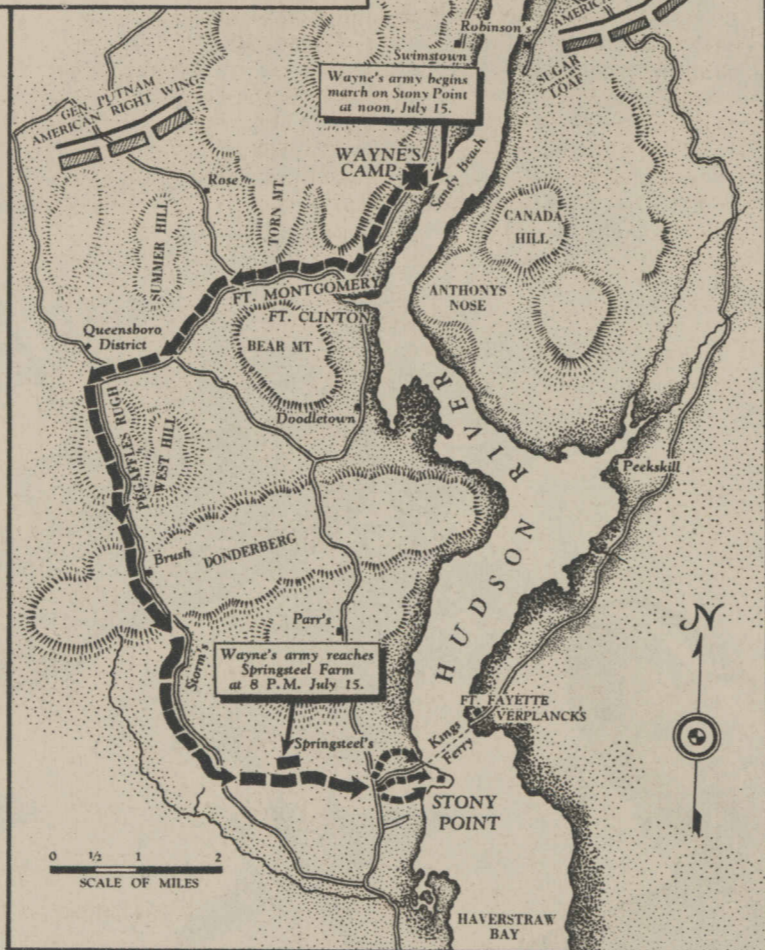 Robinson's
AMERIC
Swimstown
SUGAR
LOAF
Wayne's army begins
march on Stony Point
at noon, July 15.
GEN. PUTNAM
AMERICAN RIGHT WING
WAYNE'S
CAMP
Sandy Beach
Rose
TORN MT.
SUMMER HILL
CANADA
HILL
FT. MONTGOMERY
ANTHONYS
NOSE
FT. CLINTON
Queensboro
District
BEAR MT.
Doodletown
WEST HILL
HUDSON RIVER
Peekskill
Brush
DONDERBERG
Parr's
Wayne's army reaches
Springsteel Farm
at 8 P.M. July 15.
Storm's
N
FT. FAYETTE
VERPLANCK'S
Kings
Ferry
Springsteel's
STONY
POINT
0 1/2 1 2
SCALE OF MILES
HAVERSTRAW
BAY